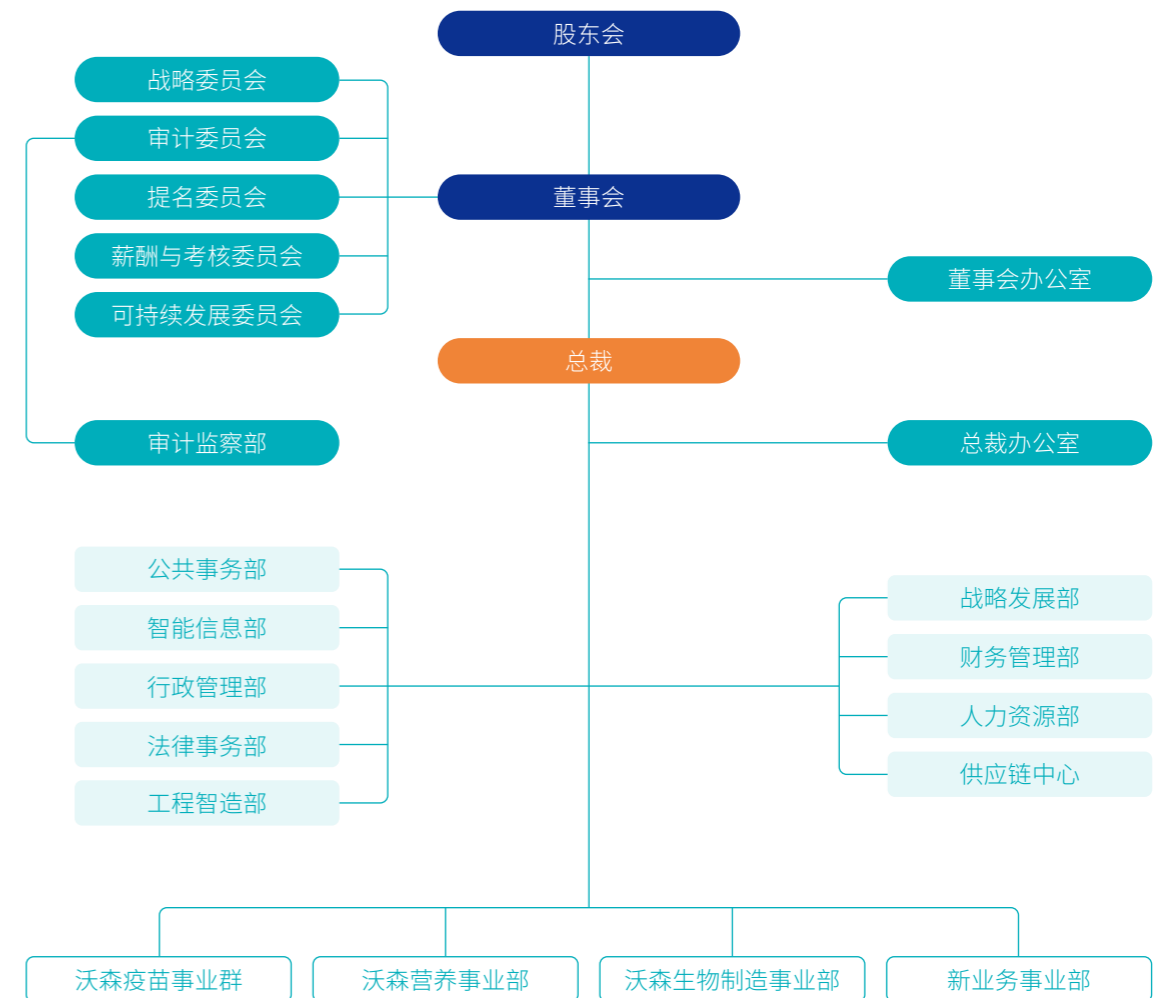 股东会
战略委员会
审计委员会
提名委员会
薪酬与考核委员会
可持续发展委员会
董事会
董事会办公室
总裁
审计监察部
总裁办公室
公共事务部
智能信息部
行政管理部
法律事务部
工程智造部
战略发展部
财务管理部
人力资源部
供应链中心
沃森疫苗事业群
沃森营养事业部
沃森生物制造事业部
新业务事业部